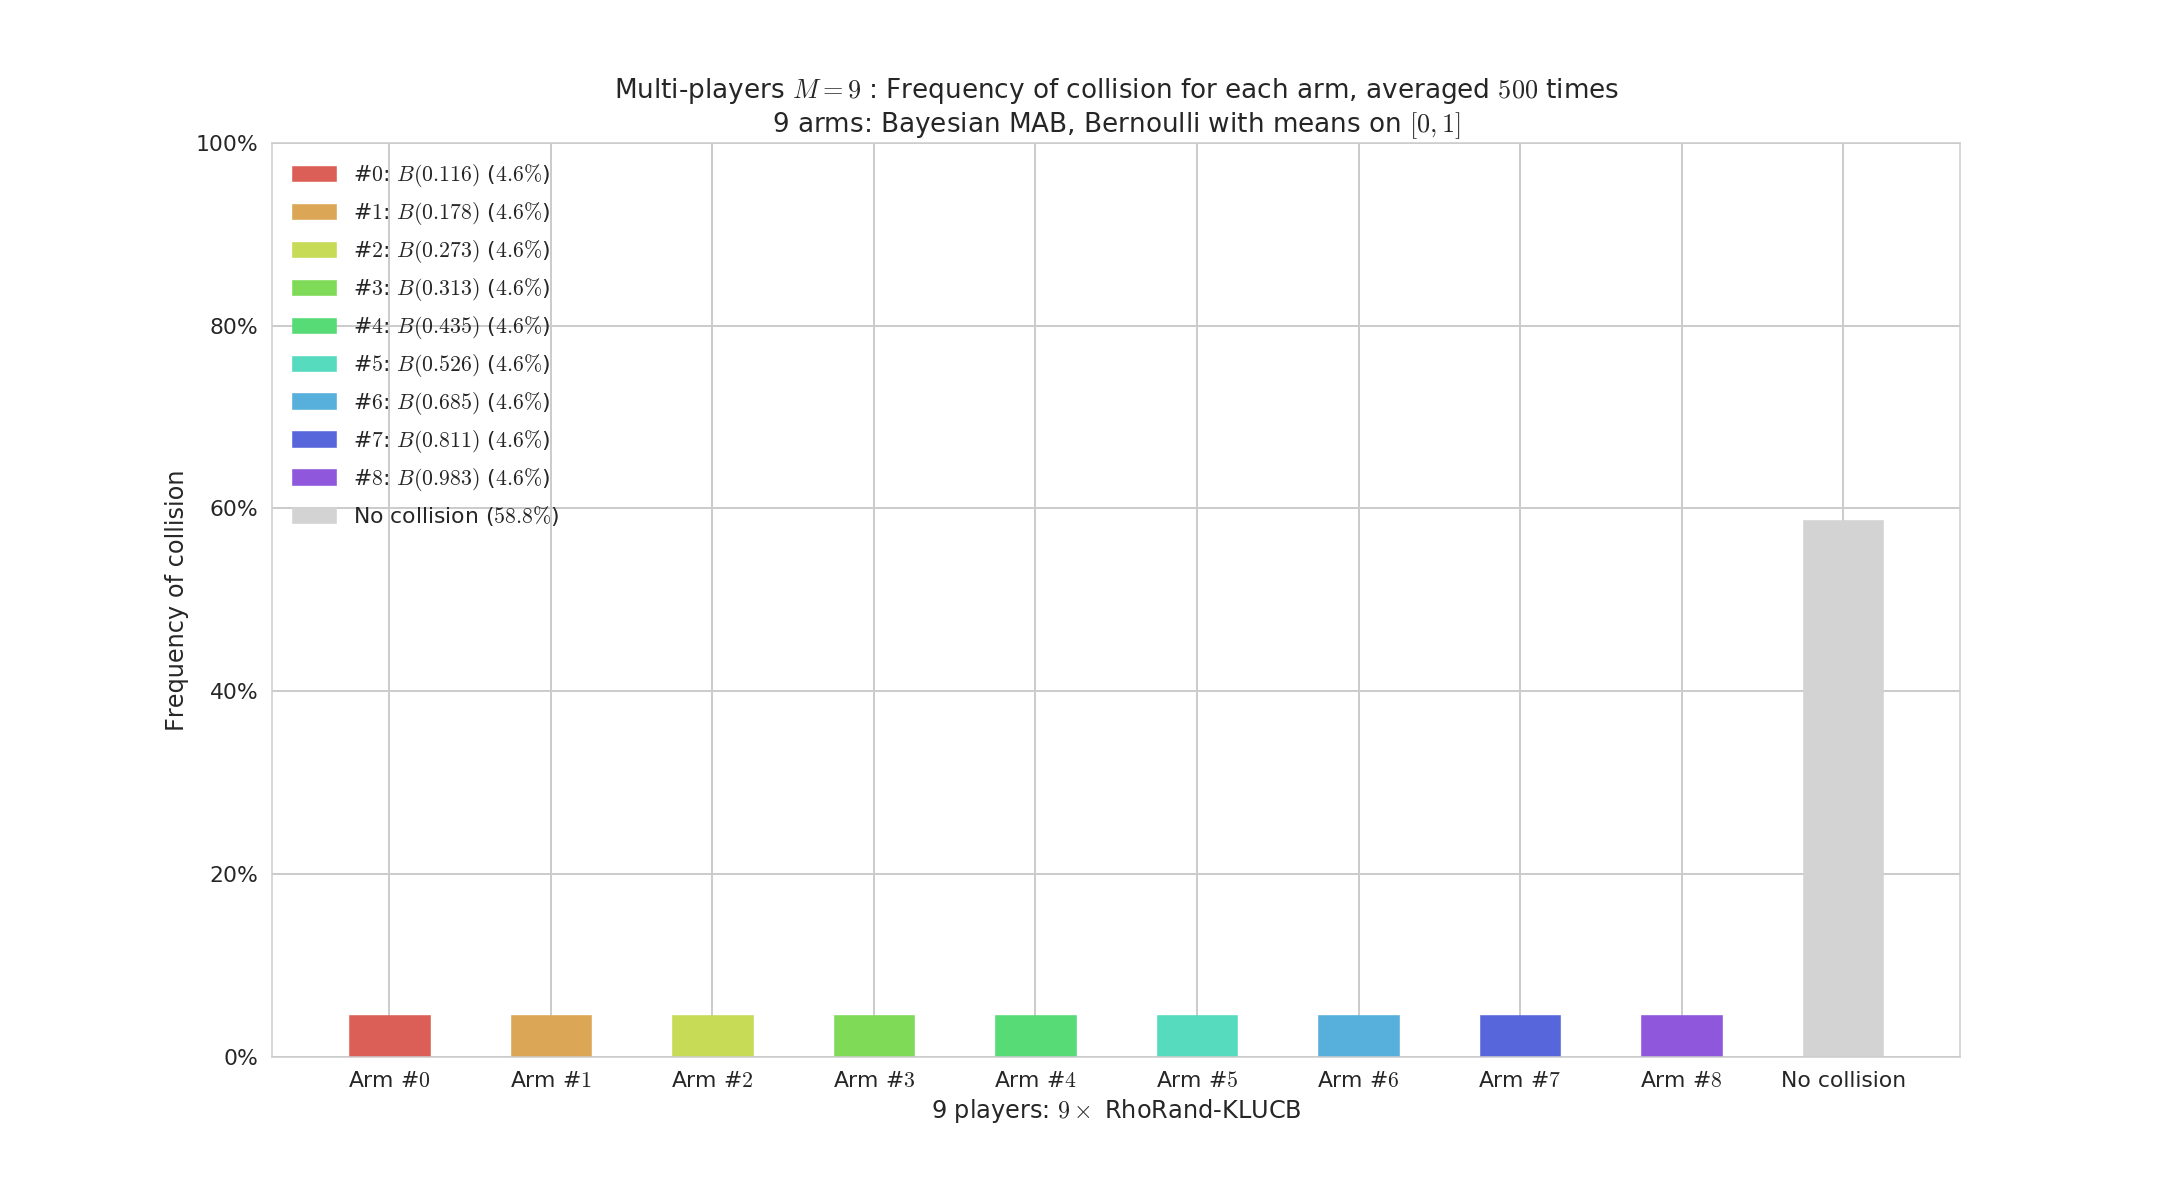 Multi-players M = 9 : Frequency of collision for each arm, averaged 500 times
9 arms: Bayesian MAB, Bernoulli with means on [0, 1]
100%
80%
60%
40%
20%
0%
Frequency of collision
#0: B(0.116) (4.6%)
#1: B(0.178) (4.6%)
#2: B(0.273) (4.6%)
#3: B(0.313) (4.6%)
#4: B(0.435) (4.6%)
#5: B(0.526) (4.6%)
#6: B(0.685) (4.6%)
#7: B(0.811) (4.6%)
#8: B(0.983) (4.6%)
No collision (58.8%)
Arm #0 Arm #1 Arm #2 Arm #3 Arm #4 Arm #5 Arm #6 Arm #7 Arm #8 No collision
9 players: 9 × RhoRand-KLUCB